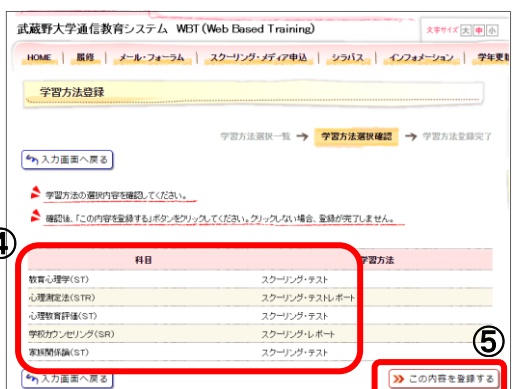 武蔵野大学通信教育システム WBT(Web Based Training)
文字サイズ 大 中 小
HOME | 履修 | メール・フォーラム | スクーリング・メディア申込 | シラバス | インフォメーション | 学年更
学習方法登録
学習方法選択一覧 → 学習方法選択確認 → 学習方法登録完了
入力画面へ戻る
学習方法の選択内容を確認してください。
確認後、「この内容を登録する」ボタンをクリックしてください。クリックしない場合、登録が完了しません。
④
科目 学習方法
教育心理学(ST) スクーリング・テスト
心理測定法(STR) スクーリング・テストレポート
心理教育評価(ST) スクーリング・テスト
学校カウンセリング(SR) スクーリング・レポート
家族関係論(ST) スクーリング・テスト
⑤
入力画面へ戻る
この内容を登録する